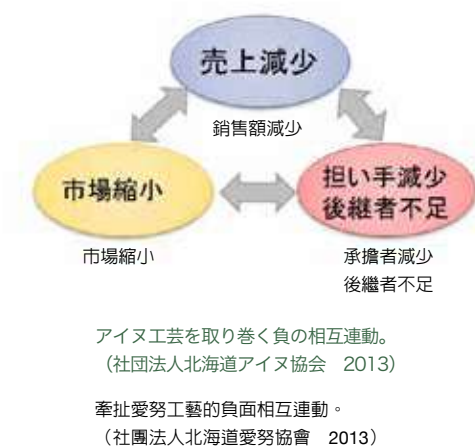 売上減少
銷售額減少
市場縮小
担い手減少
後継者不足
市場縮小
承擔者減少
後繼者不足
アイヌ工芸を取り巻く負の相互連動。
（社団法人北海道アイヌ協会　2013）
牽扯愛努工藝的負面相互連動。
（社團法人北海道愛努協會　2013）